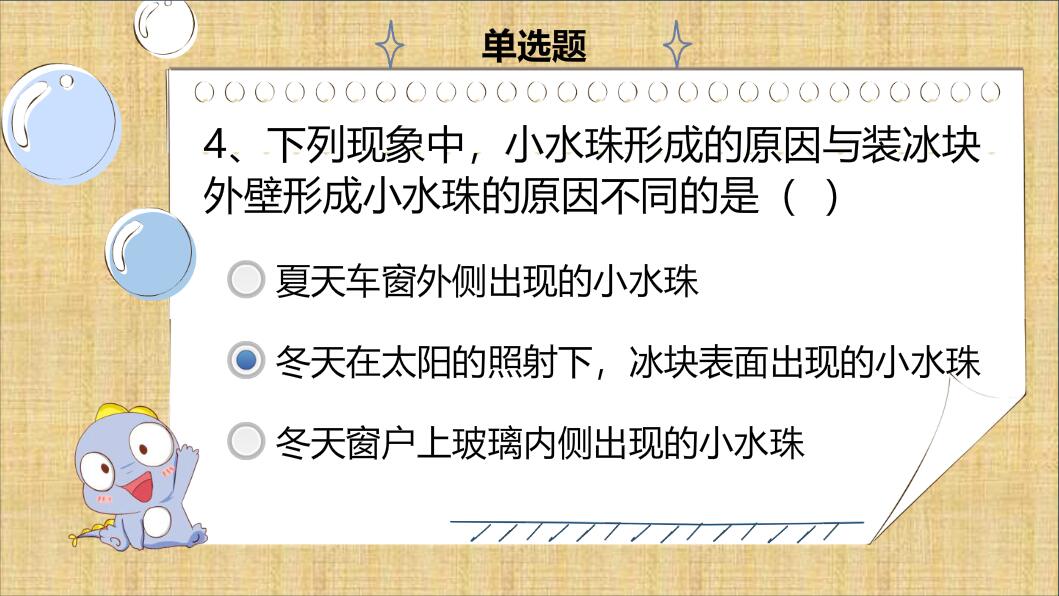 单选题
4、下列现象中，小水珠形成的原因与装冰块
外壁形成小水珠的原因不同的是（ ）
夏天车窗外侧出现的小水珠
冬天在太阳的照射下，冰块表面出现的小水珠
冬天窗户上玻璃内侧出现的小水珠